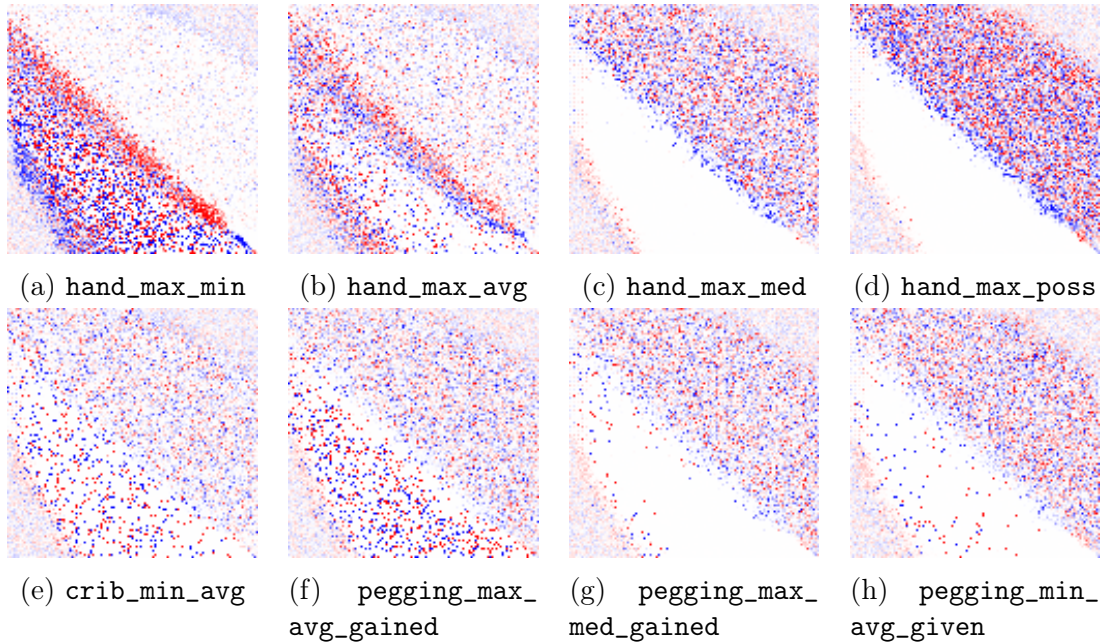 (a) hand_max_min (b) hand_max_avg (c) hand_max_med (d) hand_max_poss
(e) crib_min_avg (f) pegging_max_ (g) pegging_max_ (h) pegging_min_
avg_gained med_gained avg_given